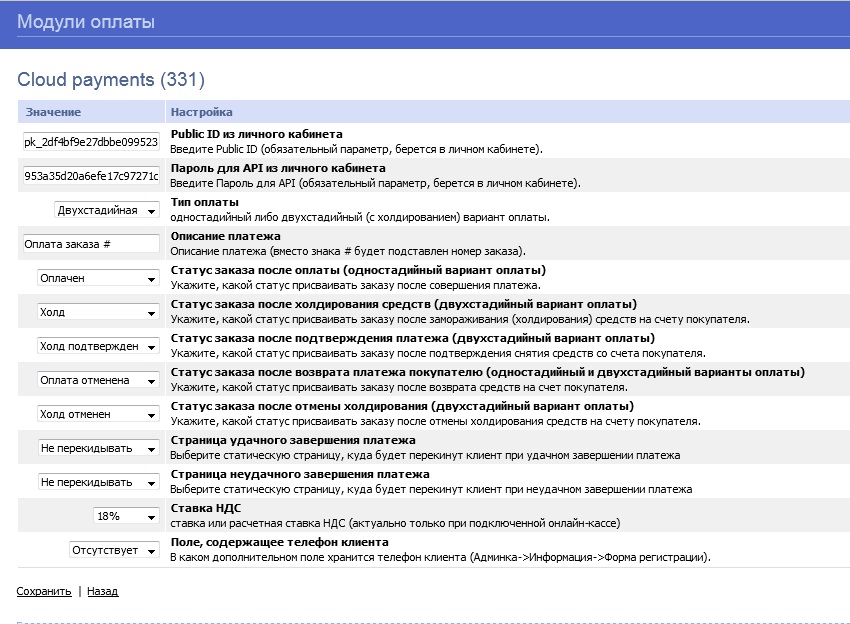 Модули оплаты
Cloud payments (331)
Значение Настройка
pk_2df4bf9e27dbbe099523 Public ID из личного кабинета
Введите Public ID (обязательный параметр, берется в личном кабинете).
953a35d20a6efe17c97271c Пароль для API из личного кабинета
Введите Пароль для API (обязательный параметр, берется в личном кабинете).
Двухстадийная Тип оплаты
одностадийный либо двухстадийный (с холдированием) вариант оплаты.
Оплата заказа # Описание платежа
Описание платежа (вместо знака # будет подставлен номер заказа).
Оплачен Статус заказа после оплаты (одностадийный вариант оплаты)
Укажите, какой статус присваивать заказу после совершения платежа.
Холд Статус заказа после холдирования средств (двухстадийный вариант оплаты)
Укажите, какой статус присваивать заказу после замораживания (холдирования) средств на счету покупателя.
Холд подтвержден Статус заказа после подтверждения платежа (двухстадийный вариант оплаты)
Укажите, какой статус присваивать заказу после подтверждения снятия средств со счета покупателя.
Оплата отменена Статус заказа после возврата платежа покупателю (одностадийный и двухстадийный варианты оплаты)
Укажите, какой статус присваивать заказу после возврата средств на счет покупателя.
Холд отменен Статус заказа после отмены холдирования (двухстадийный вариант оплаты)
Укажите, какой статус присваивать заказу после отмены холдирования средств на счету покупателя.
Не перекидывать Страница удачного завершения платежа
Выберите статическую страницу, куда будет перекинут клиент при удачном завершении платежа
Не перекидывать Страница неудачного завершения платежа
Выберите статическую страницу, куда будет перекинут клиент при неудачном завершении платежа
18% Ставка НДС
ставка или расчетная ставка НДС (актуально только при подключенной онлайн-кассе)
Отсутствует Поле, содержащее телефон клиента
В каком дополнительном поле хранится телефон клиента (Админка->Информация->Форма регистрации).
Сохранить | Назад